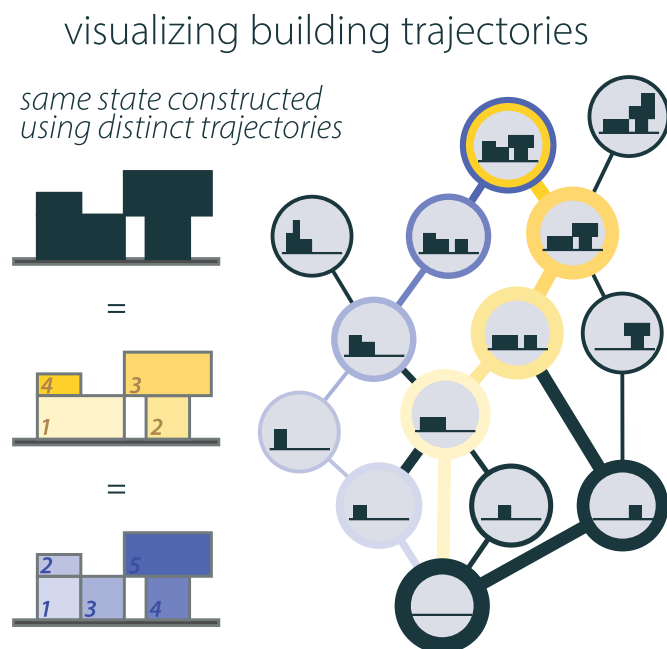 visualizing building trajectories
same state constructed
using distinct trajectories
=
4 3
1 2
=
2 5
1 3 4